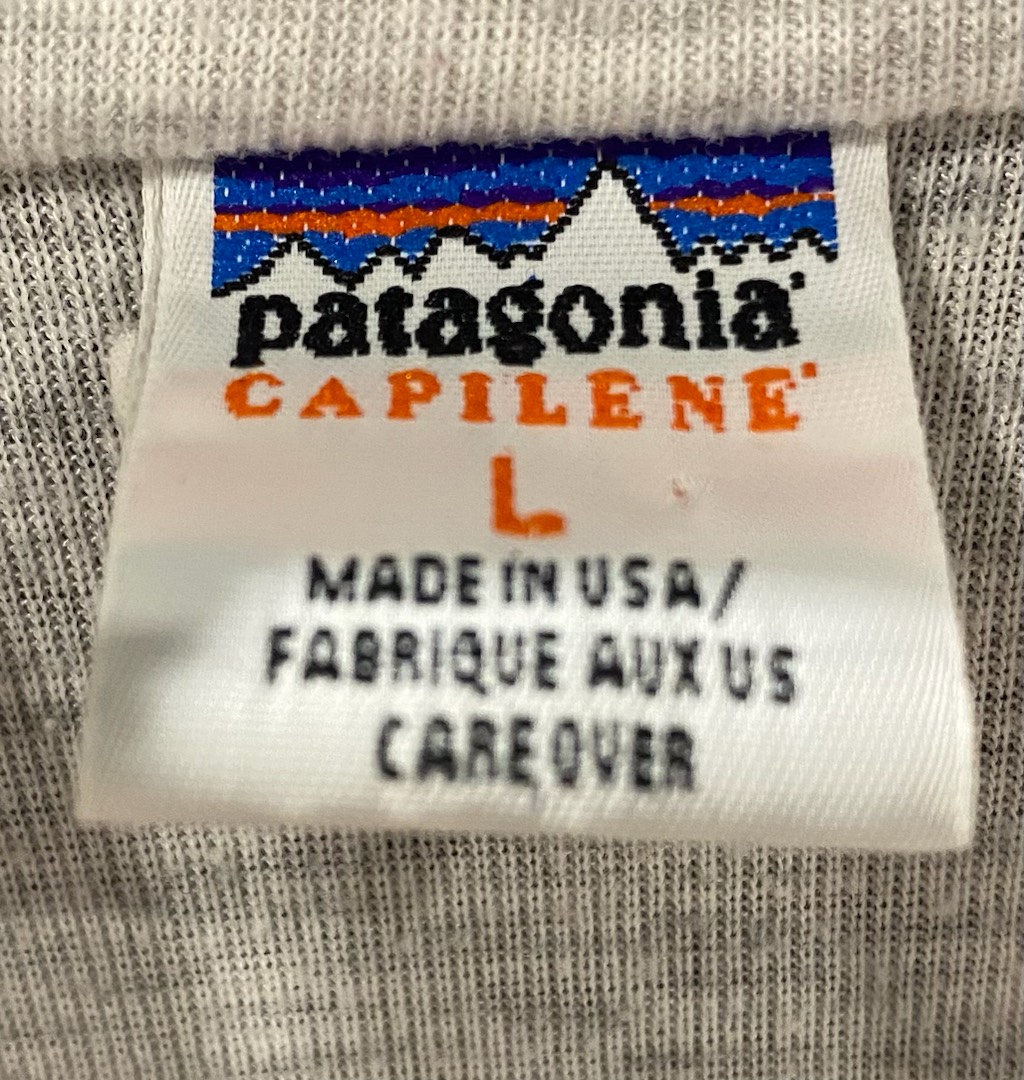 patagonia®
CAPILENE®
L
MADE IN USA/
FABRIQUE AUX US
CARE OVER